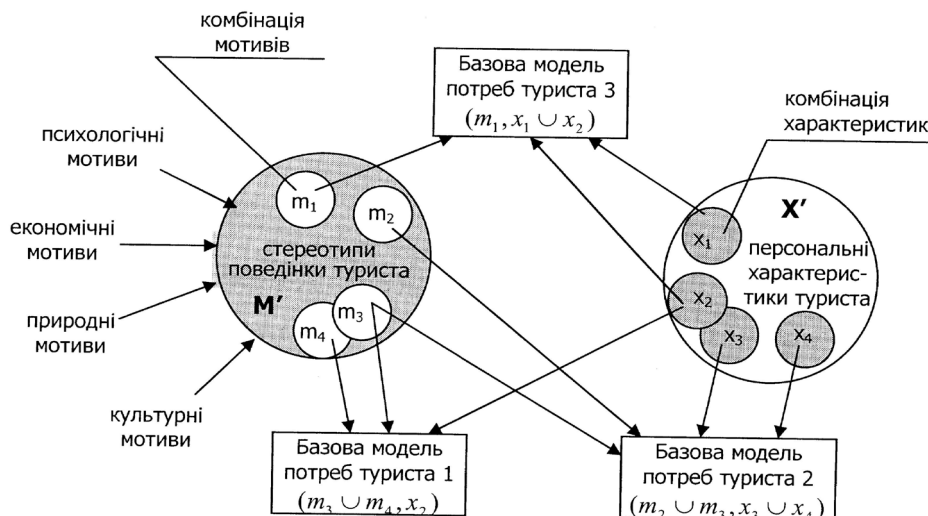 комбінація
мотивів
Базова модель
потреб туриста 3
(m₁, x₁ ∪ x₂)
комбінація
характеристик
психологічні
мотиви
економічні
мотиви
природні
мотиви
культурні
мотиви
m₁
m₂
стереотипи
поведінки туриста
M′
m₃
m₄
X′
x₁
персональні
характерис-
тики туриста
x₂
x₃
x₄
Базова модель
потреб туриста 1
(m₃ ∪ m₄, x₂)
Базова модель
потреб туриста 2
(m₂ ∪ m₃, x₃ ∪ x₄)